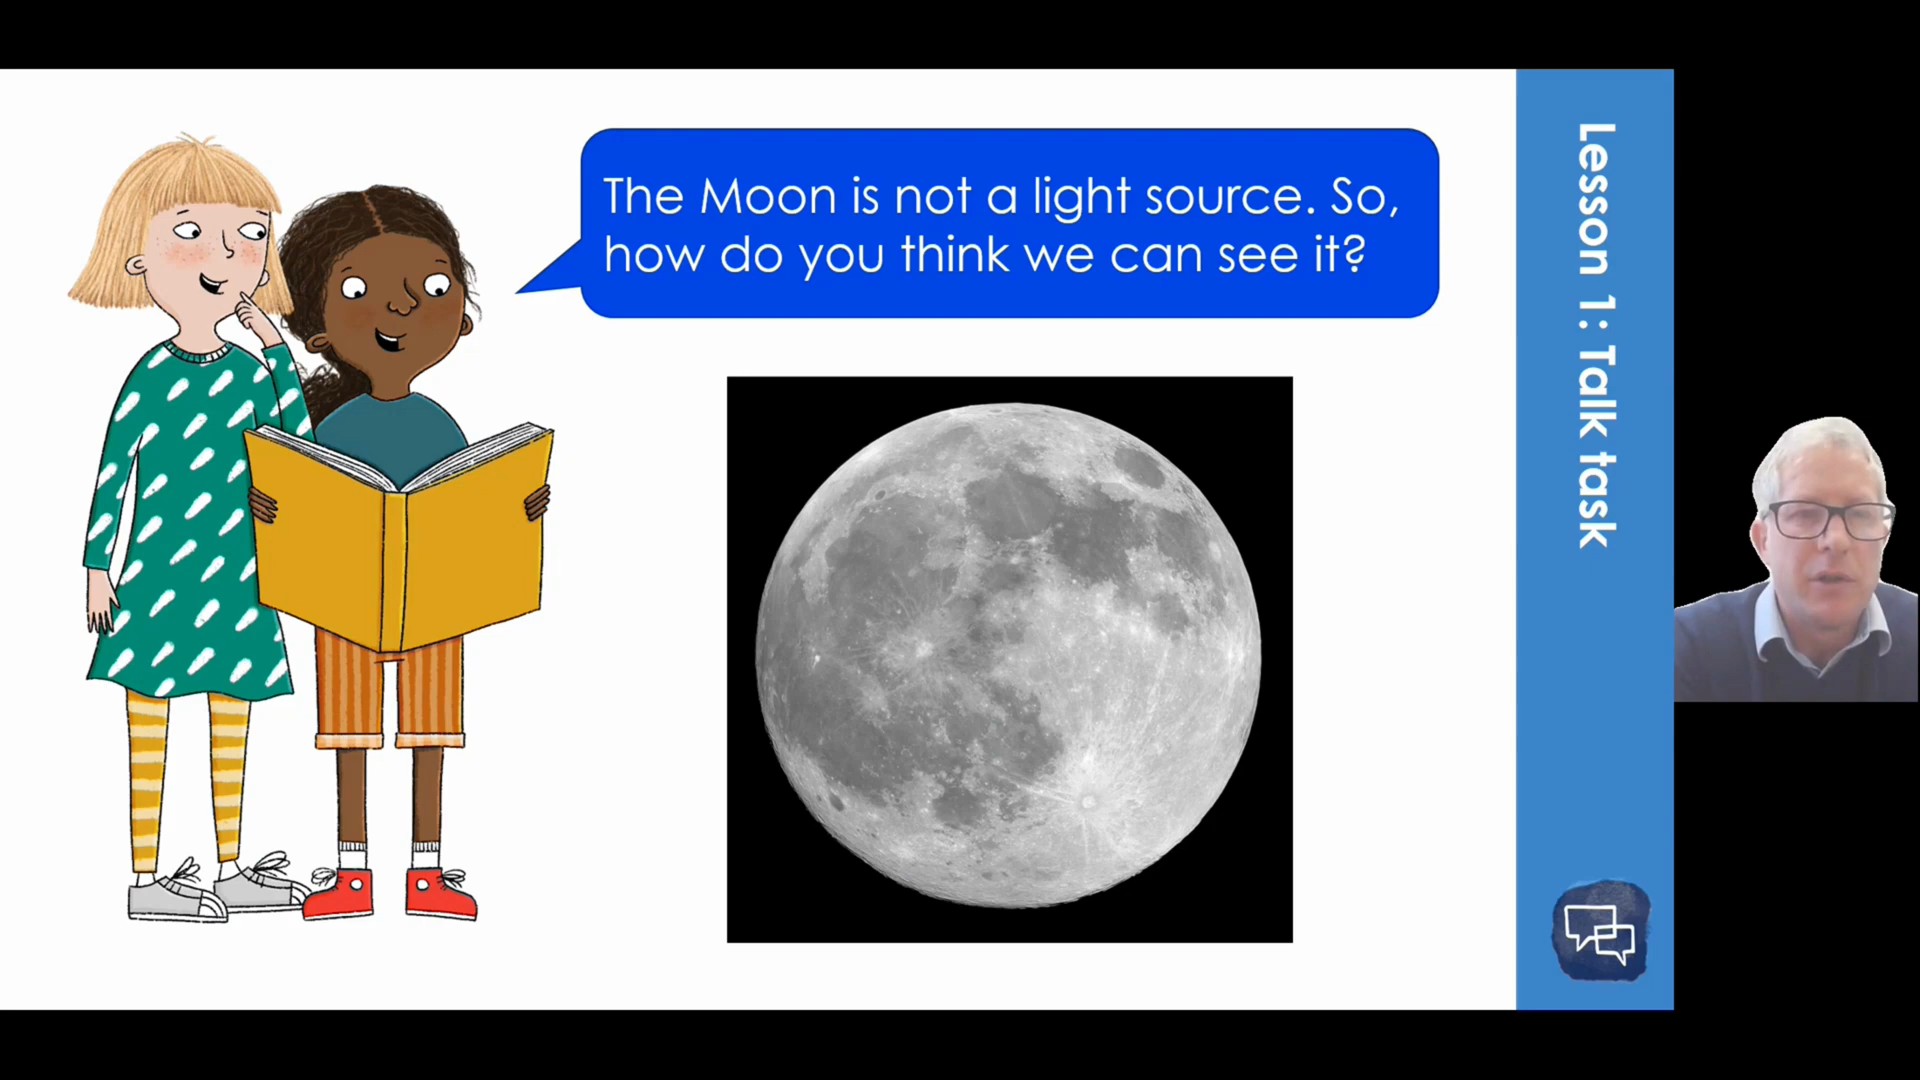 The Moon is not a light source. So,
how do you think we can see it?
Lesson 1: Talk task